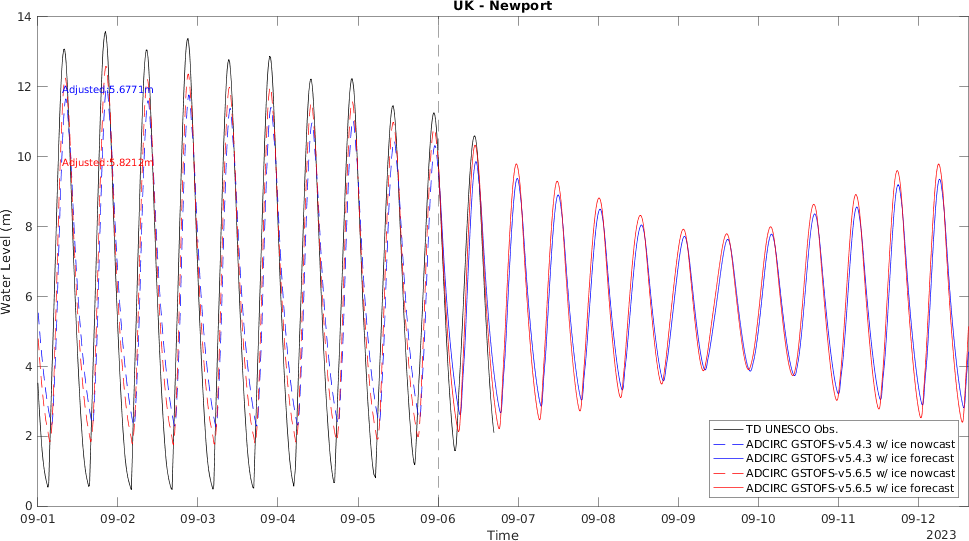 UK - Newport
14
12
10
8
6
4
2
0
Water Level (m)
Adjusted:5.6771m
Adjusted:5.8212m
TD UNESCO Obs.
ADCIRC GSTOFS-v5.4.3 w/ ice nowcast
ADCIRC GSTOFS-v5.4.3 w/ ice forecast
ADCIRC GSTOFS-v5.6.5 w/ ice nowcast
ADCIRC GSTOFS-v5.6.5 w/ ice forecast
09-01 09-02 09-03 09-04 09-05 09-06 09-07 09-08 09-09 09-10 09-11 09-12
Time
2023